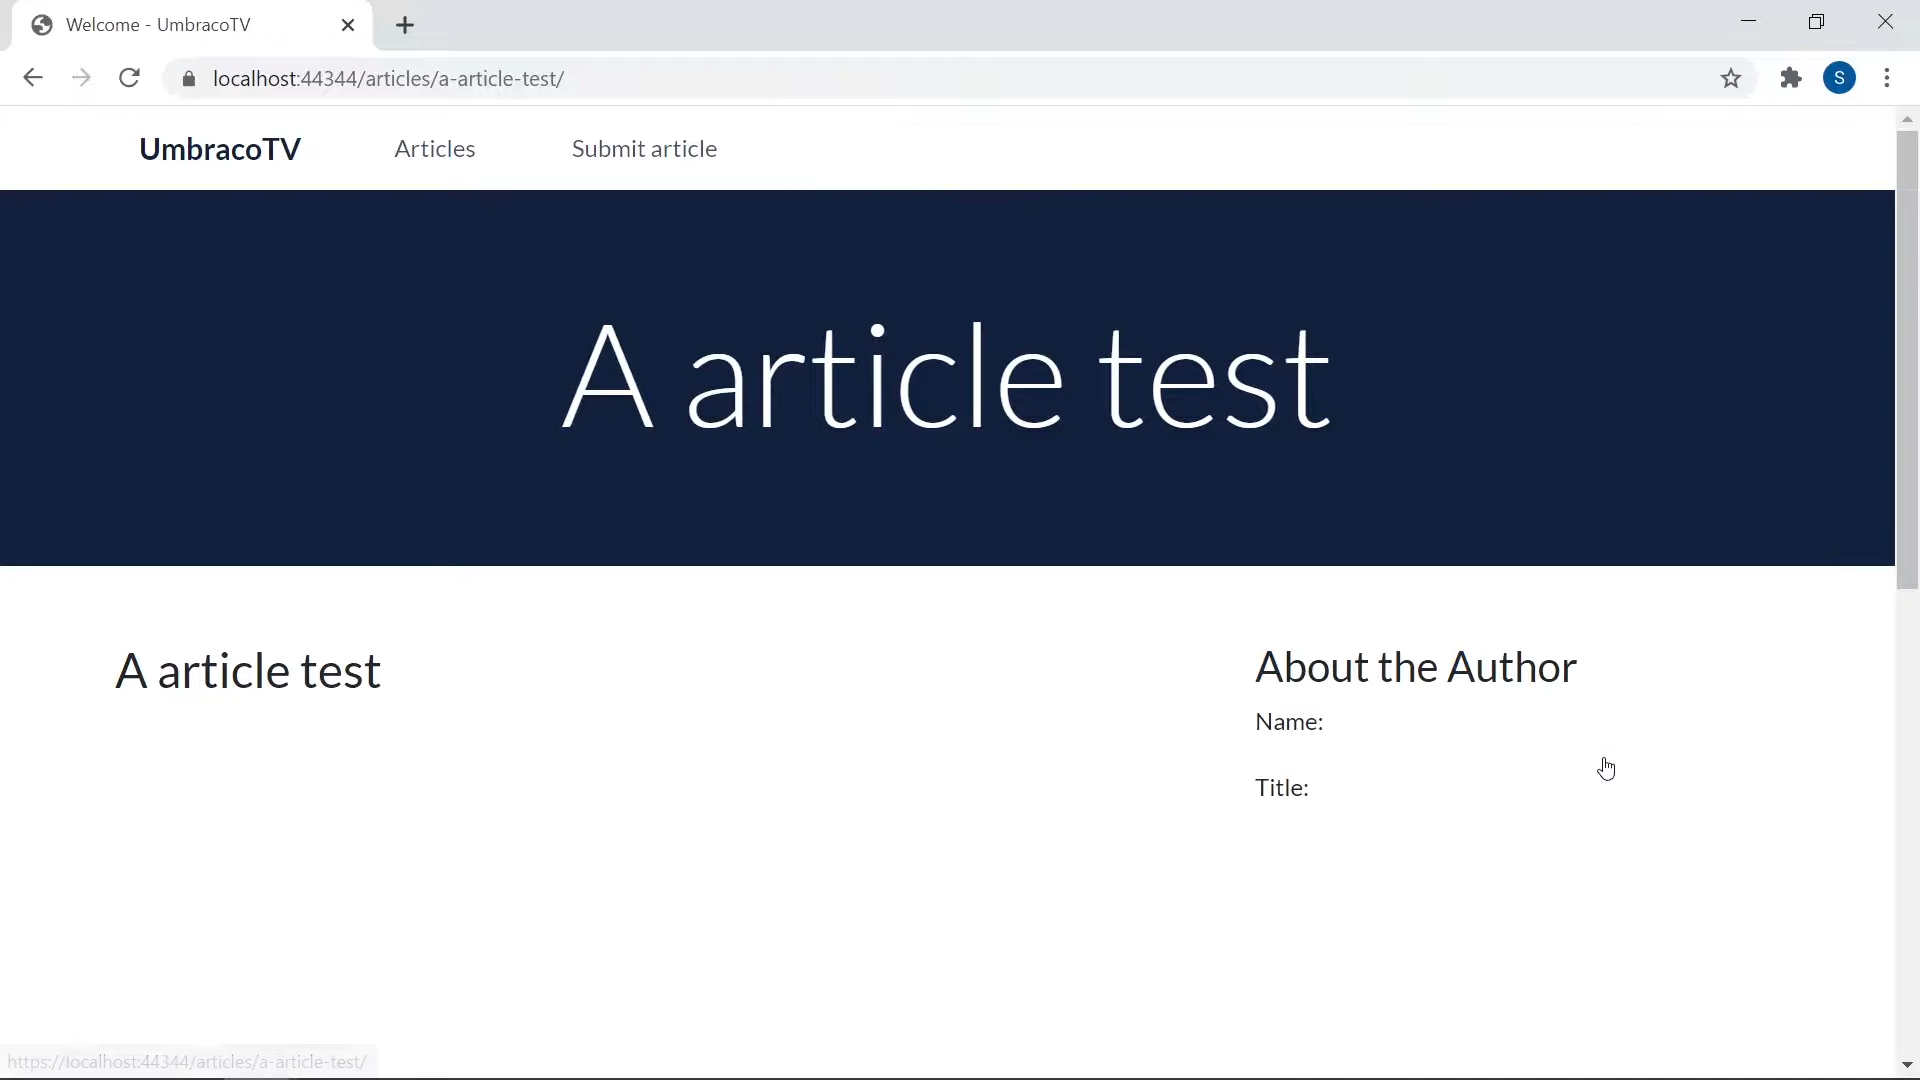 Welcome - UmbracoTV
localhost:44344/articles/a-article-test/
S
UmbracoTV
Articles
Submit article
A article test
A article test
About the Author
Name:
Title:
https://localhost:44344/articles/a-article-test/